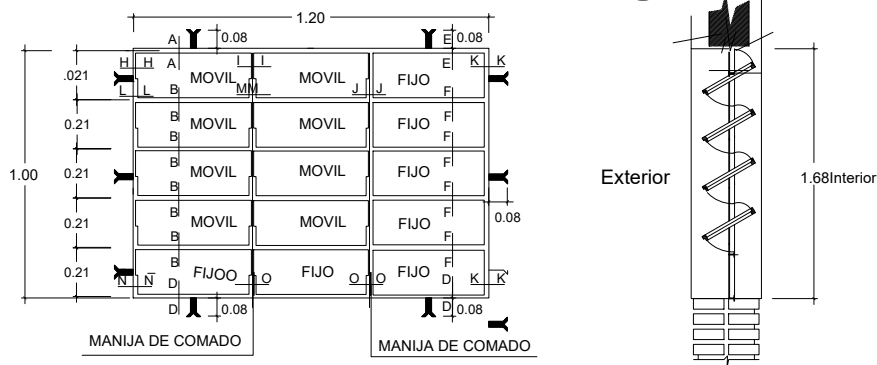 1.20
A 0.08 E 0.08
H H A I I E K K
.021 MOVIL MOVIL FIJO
L L B MM J J F
0.21 B MOVIL MOVIL FIJO F
B F
1.00 0.21 B MOVIL MOVIL FIJO F
D F
0.08
0.21 B MOVIL MOVIL FIJO F
B F
0.21 B FIJOO FIJO FIJO F
N N D O O O D K K
D 0.08 D 0.08
MANIJA DE COMADO MANIJA DE COMADO
Exterior 1.68Interior